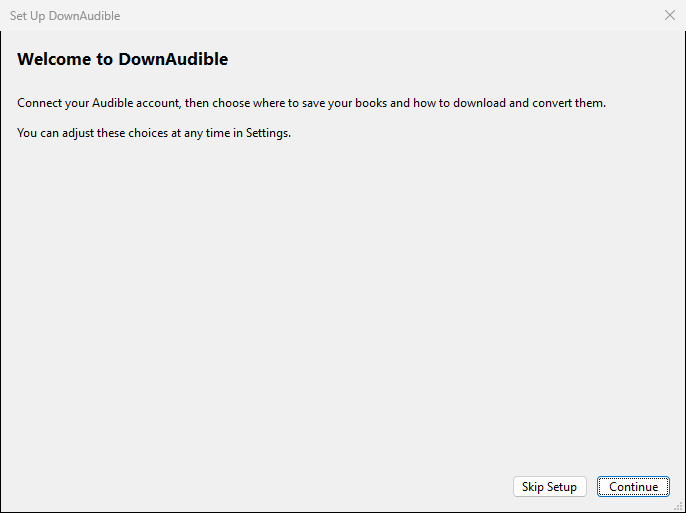 Set Up DownAudible
Welcome to DownAudible
Connect your Audible account, then choose where to save your books and how to download and convert them.
You can adjust these choices at any time in Settings.
Skip Setup
Continue